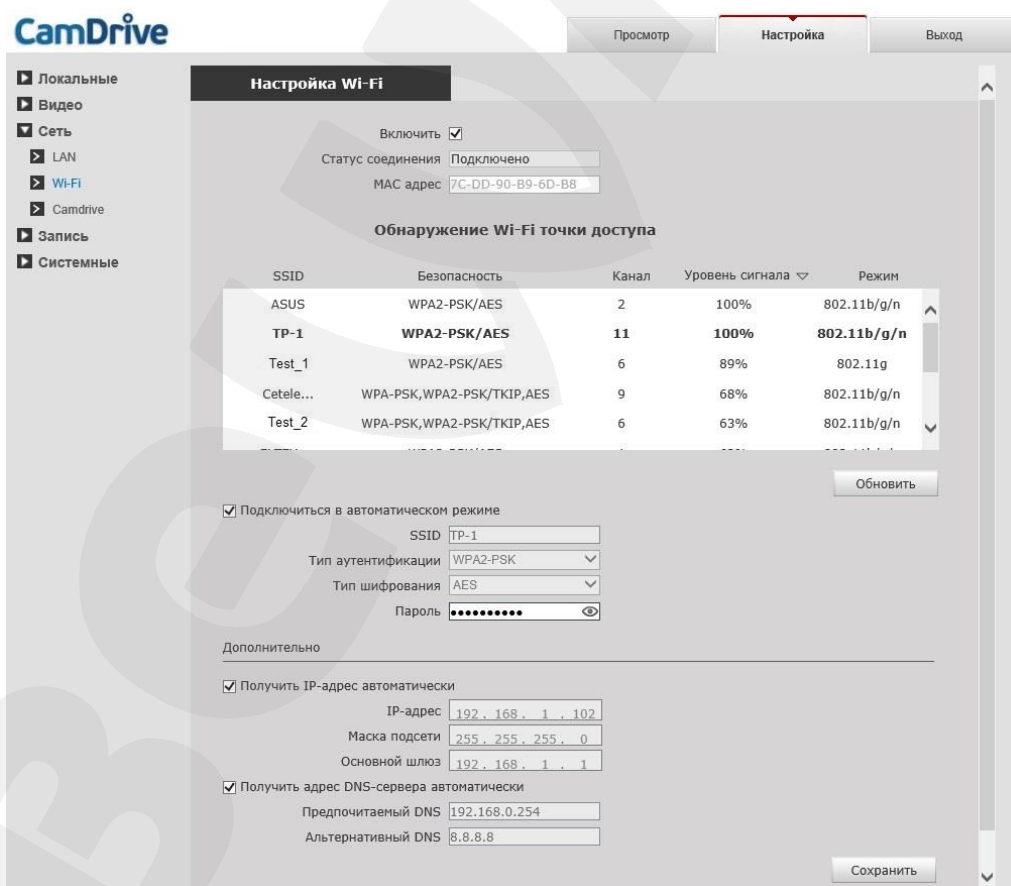 CamDrive
Просмотр Настройка Выход
Локальные
Видео
Сеть
LAN
Wi-Fi
Camdrive
Запись
Системные
Настройка Wi-Fi
Включить
Статус соединения Подключено
MAC адрес 7C-DD-90-B9-6D-B8
Обнаружение Wi-Fi точки доступа
SSID Безопасность Канал Уровень сигнала Режим
ASUS WPA2-PSK/AES 2 100% 802.11b/g/n
TP-1 WPA2-PSK/AES 11 100% 802.11b/g/n
Test_1 WPA2-PSK/AES 6 89% 802.11g
Cetele... WPA-PSK,WPA2-PSK/TKIP,AES 9 68% 802.11b/g/n
Test_2 WPA-PSK,WPA2-PSK/TKIP,AES 6 63% 802.11b/g/n
Обновить
Подключиться в автоматическом режиме
SSID TP-1
Тип аутентификации WPA2-PSK
Тип шифрования AES
Пароль ••••••••••
Дополнительно
Получить IP-адрес автоматически
IP-адрес 192 . 168 . 1 . 102
Маска подсети 255 . 255 . 255 . 0
Основной шлюз 192 . 168 . 1 . 1
Получить адрес DNS-сервера автоматически
Предпочитаемый DNS 192.168.0.254
Альтернативный DNS 8.8.8.8
Сохранить